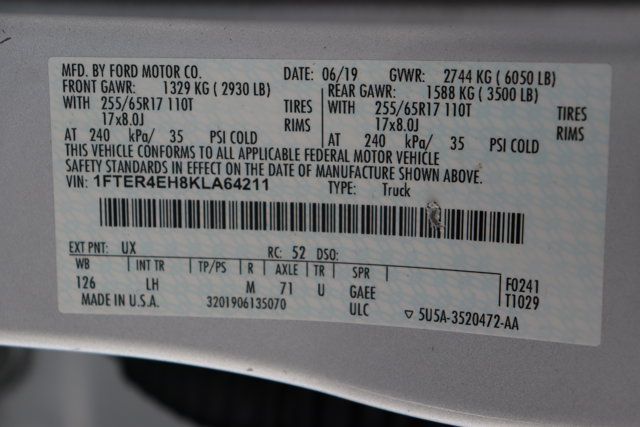 MFD. BY FORD MOTOR CO. DATE: 06/19 GVWR: 2744 KG ( 6050 LB)
FRONT GAWR: 1329 KG ( 2930 LB) REAR GAWR: 1588 KG ( 3500 LB)
WITH 255/65R17 110T TIRES WITH 255/65R17 110T TIRES
17x8.0J RIMS 17x8.0J RIMS
AT 240 kPa/ 35 PSI COLD AT 240 kPa/ 35 PSI COLD
THIS VEHICLE CONFORMS TO ALL APPLICABLE FEDERAL MOTOR VEHICLE
SAFETY STANDARDS IN EFFECT ON THE DATE OF MANUFACTURE SHOWN ABOVE.
VIN: 1FTER4EH8KLA64211 TYPE: Truck
EXT PNT: UX RC: 52 DSO:
WB INT TR TP/PS R AXLE TR SPR
126 LH M 71 U GAEE F0241
MADE IN U.S.A. 3201906135070 ULC T1029
▽ 5U5A-3520472-AA